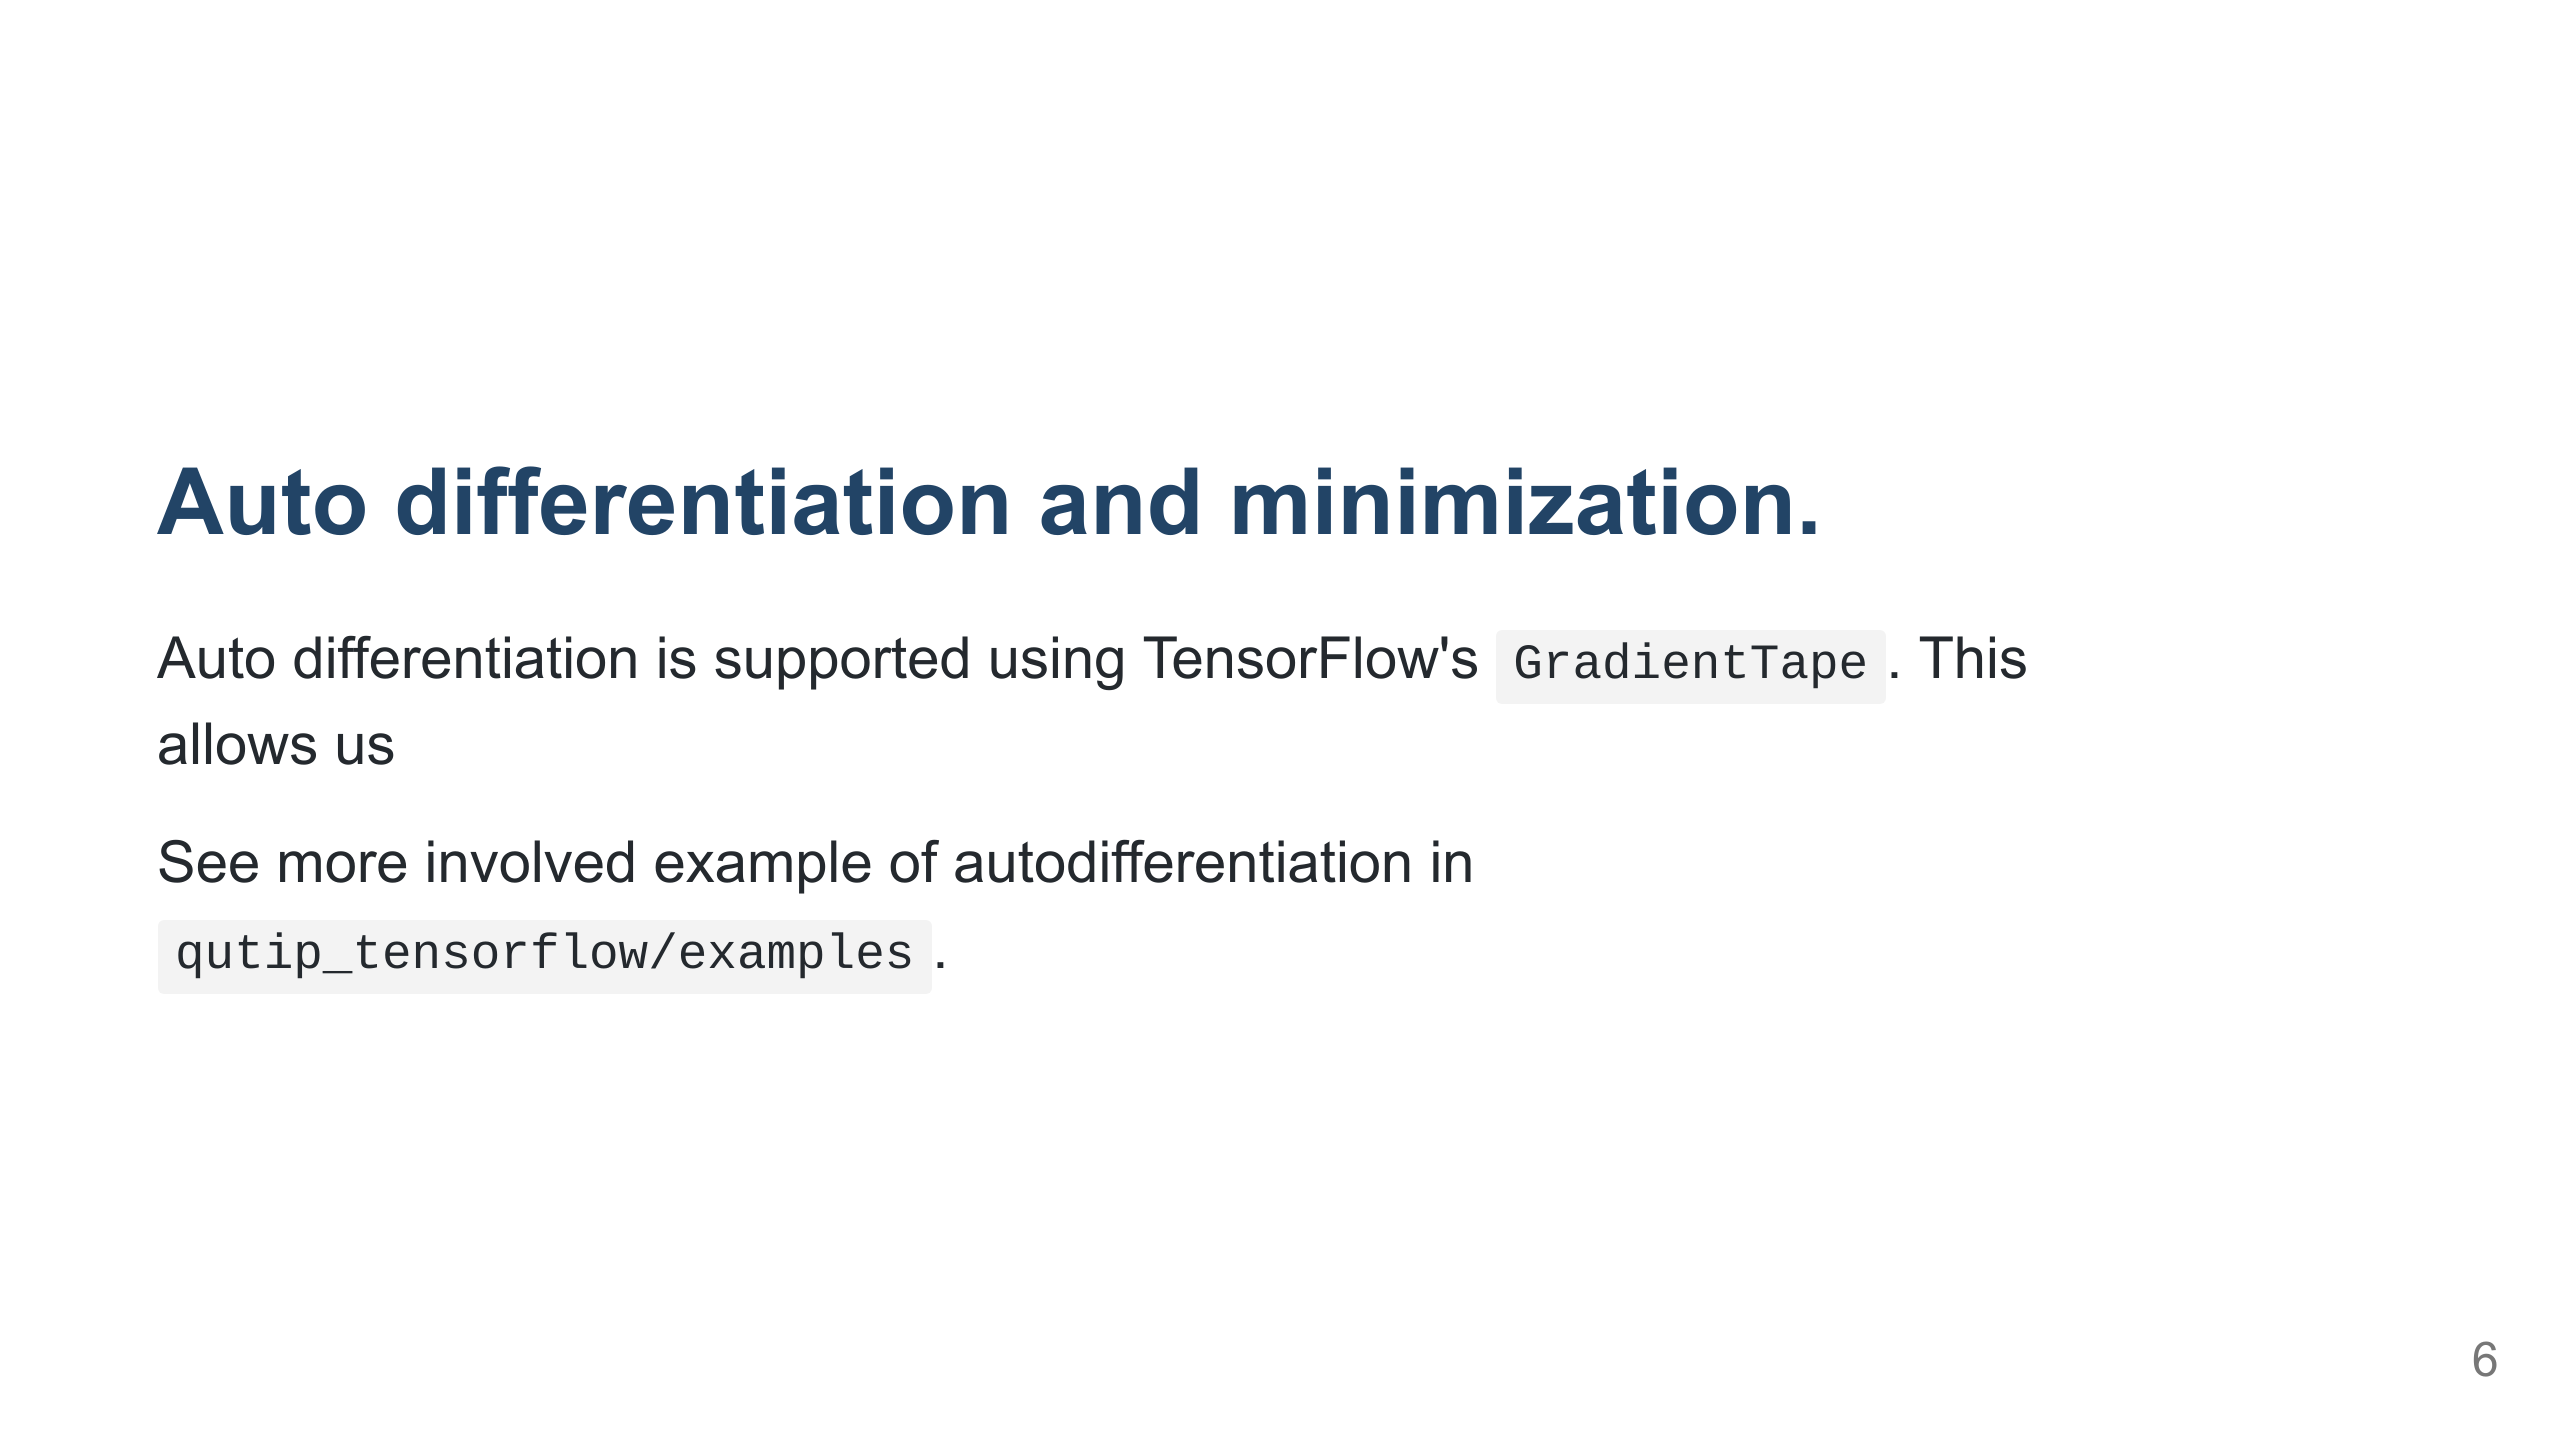 Auto differentiation and minimization.
Auto differentiation is supported using TensorFlow's GradientTape. This
allows us
See more involved example of autodifferentiation in
qutip_tensorflow/examples.
6